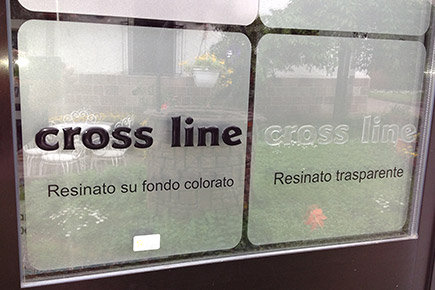 cross line
Resinato su fondo colorato
cross line
Resinato trasparente